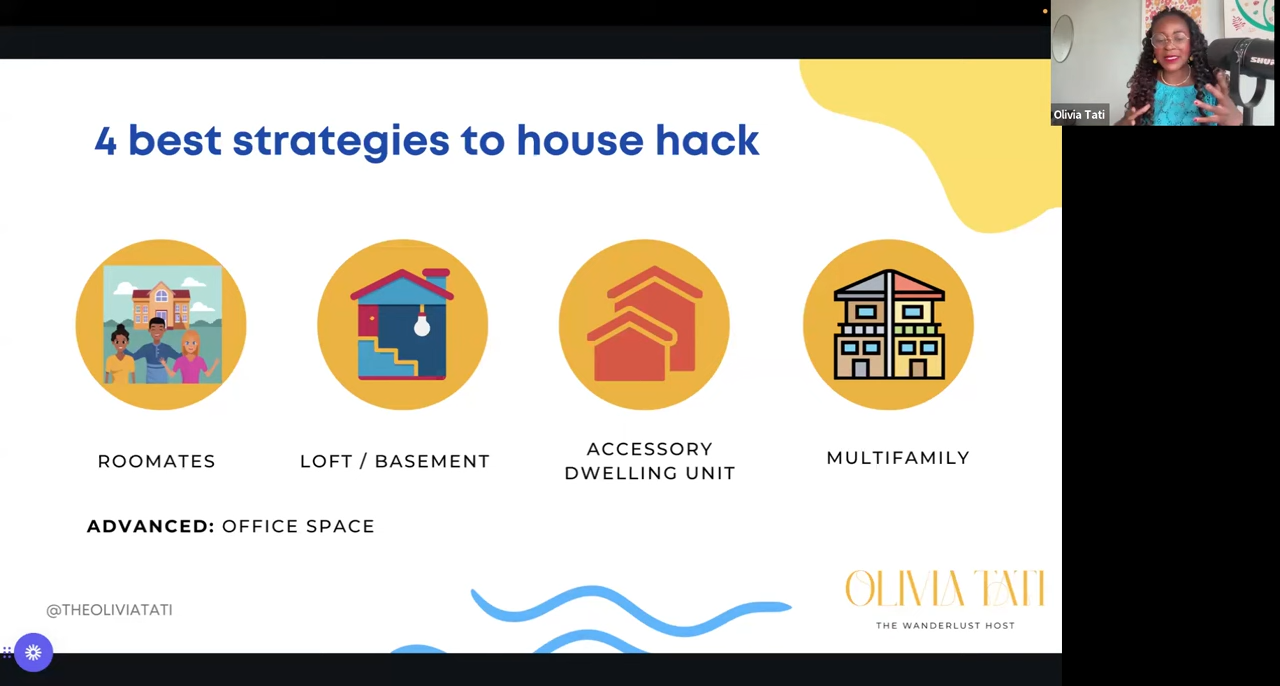 4 best strategies to house hack
ROOMATES
LOFT / BASEMENT
ACCESSORY
DWELLING UNIT
MULTIFAMILY
ADVANCED: OFFICE SPACE
@THEOLIVIATATI
OLIVIA TATI
THE WANDERLUST HOST
Olivia Tati
SHURE